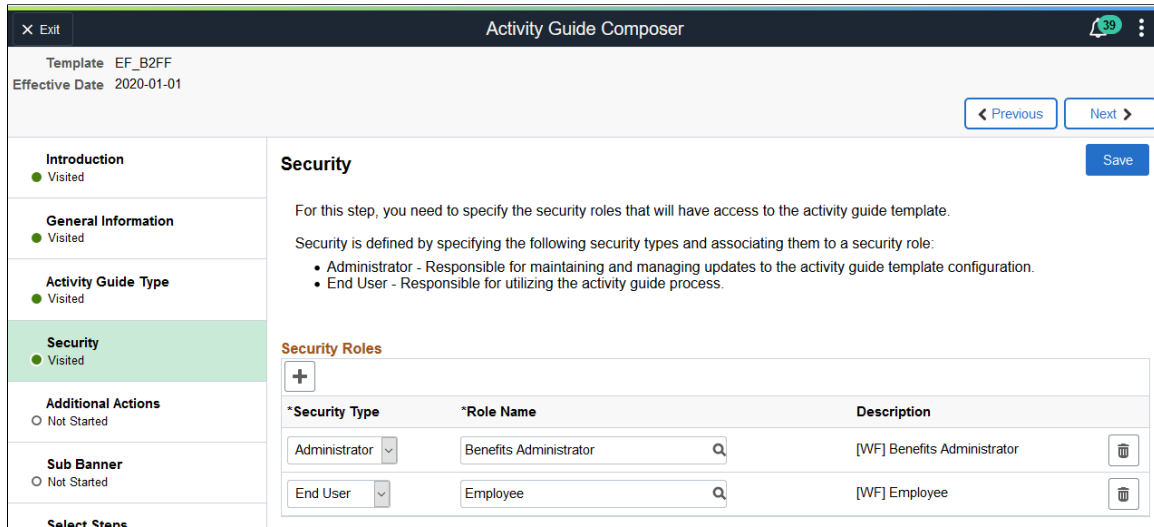 Exit
Activity Guide Composer
39
Template EF_B2FF
Effective Date 2020-01-01
Previous
Next
Introduction
Visited
General Information
Visited
Activity Guide Type
Visited
Security
Visited
Additional Actions
Not Started
Sub Banner
Not Started
Select Steps
Security
Save
For this step, you need to specify the security roles that will have access to the activity guide template.
Security is defined by specifying the following security types and associating them to a security role:
• Administrator - Responsible for maintaining and managing updates to the activity guide template configuration.
• End User - Responsible for utilizing the activity guide process.
Security Roles
*Security Type *Role Name Description
Administrator Benefits Administrator [WF] Benefits Administrator
End User Employee [WF] Employee